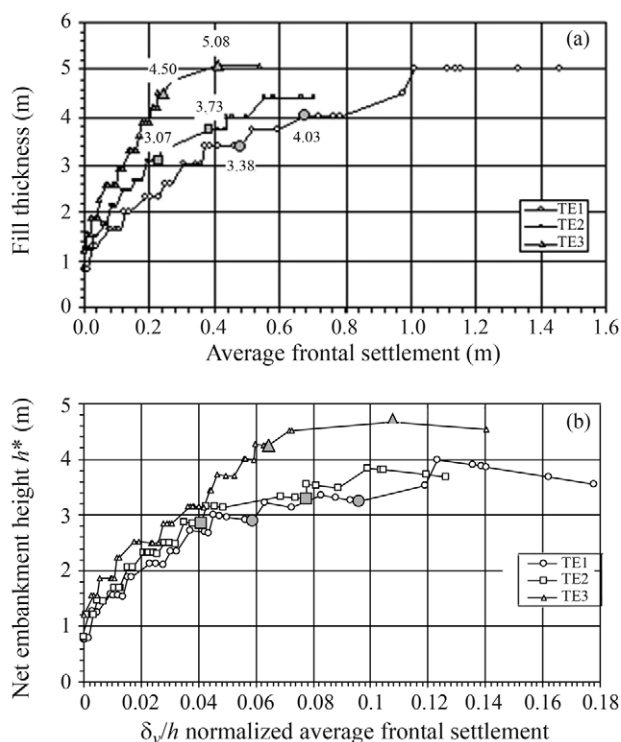 (a)
6
5
4
3
2
1
0
Fill thickness (m)
5.08
4.50
3.73
3.07
3.38
4.03
TE1
TE2
TE3
0.0 0.2 0.4 0.6 0.8 1.0 1.2 1.4 1.6
Average frontal settlement (m)
(b)
5
4
3
2
1
0
Net embankment height h* (m)
TE1
TE2
TE3
0 0.02 0.04 0.06 0.08 0.1 0.12 0.14 0.16 0.178
δv/h normalized average frontal settlement